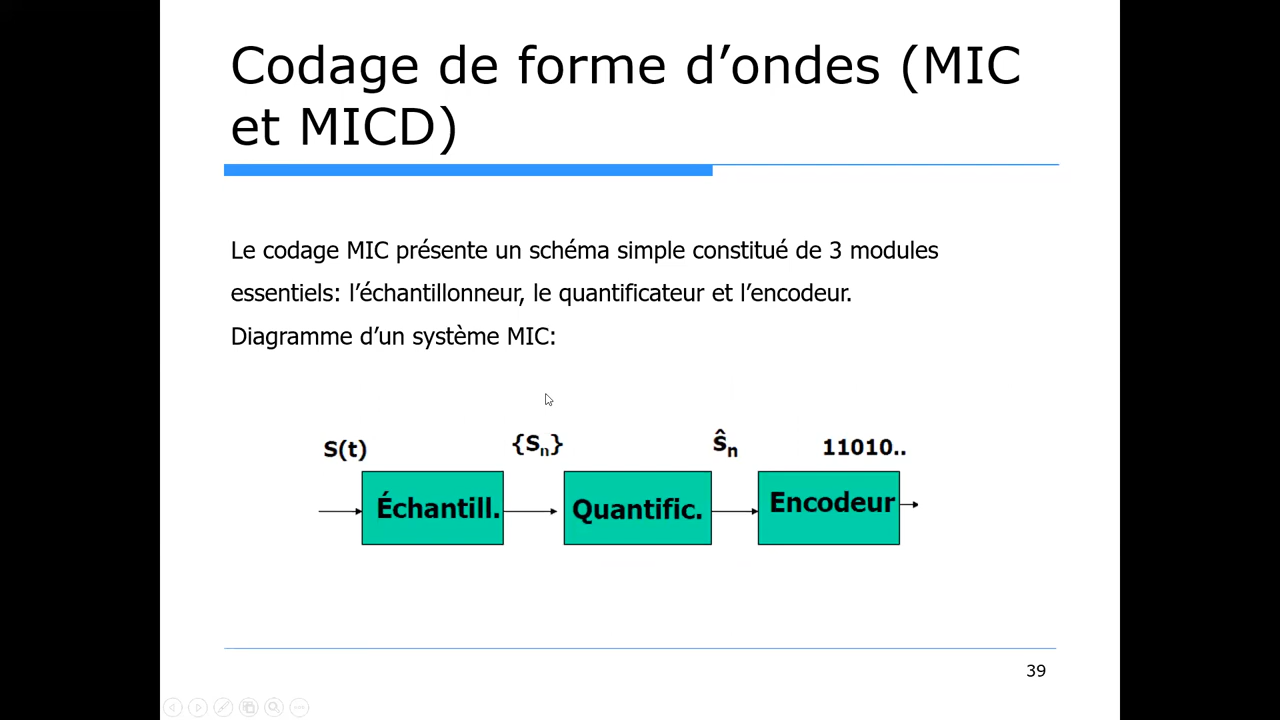 Codage de forme d’ondes (MIC
et MICD)
Le codage MIC présente un schéma simple constitué de 3 modules
essentiels: l’échantillonneur, le quantificateur et l’encodeur.
Diagramme d’un système MIC:
S(t) {Sn} ŝn 11010..
Échantill. Quantific. Encodeur
39